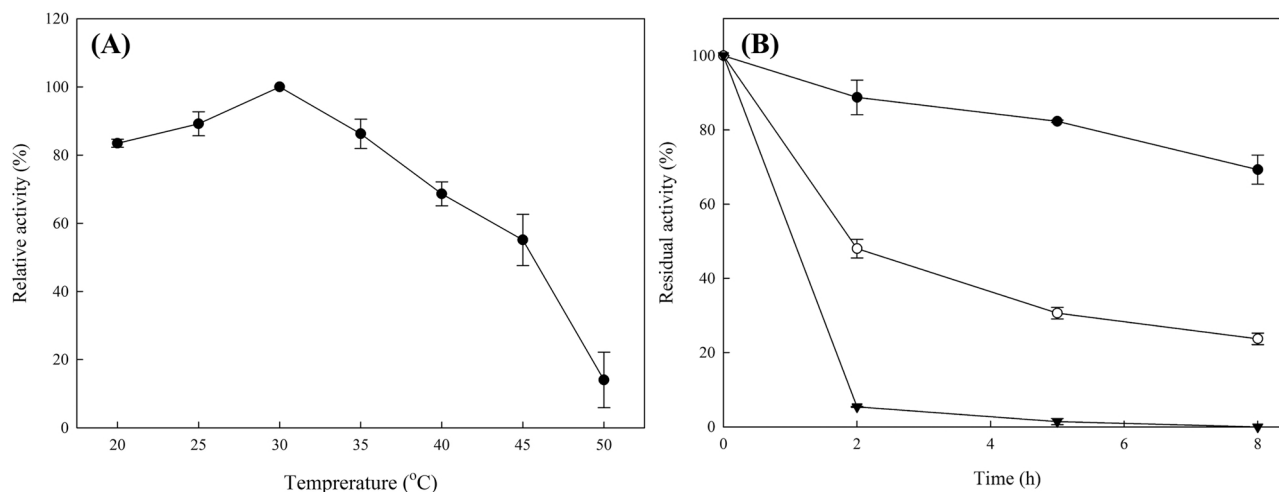 (A)
Relative activity (%)
120
100
80
60
40
20
0
20 25 30 35 40 45 50
Temprerature (°C)
(B)
Residual activity (%)
100
80
60
40
20
0
0 2 4 6 8
Time (h)